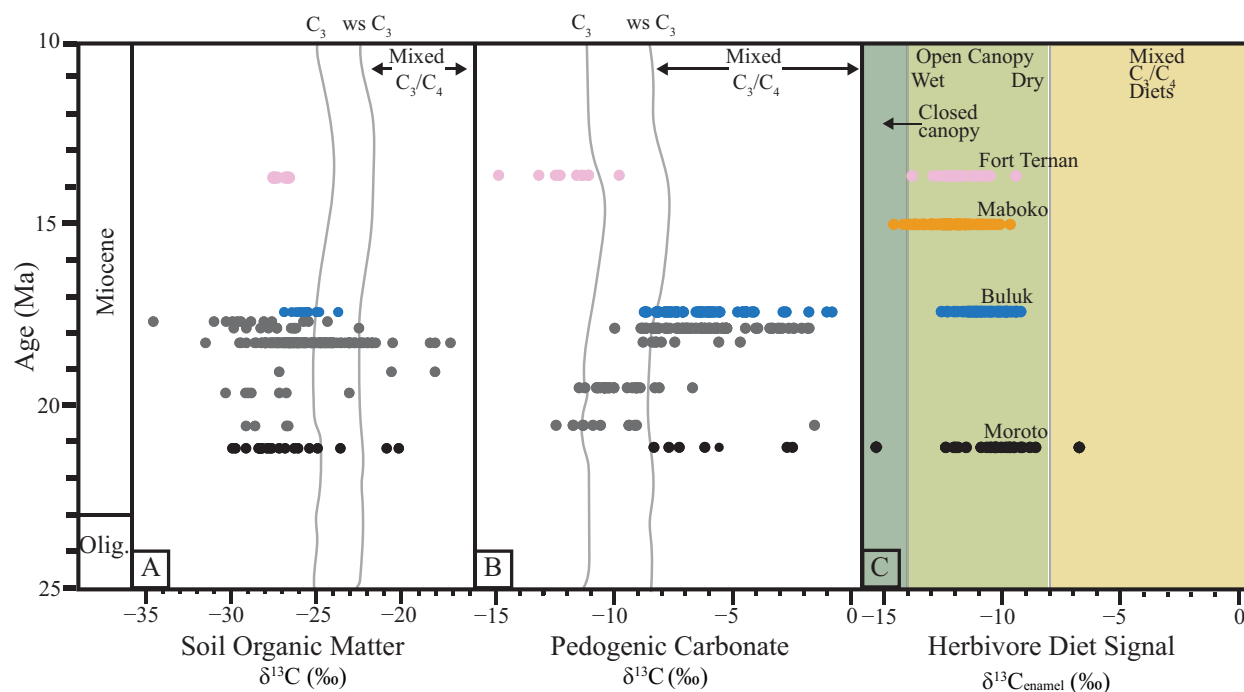 C₃ ws C₃ C₃ ws C₃
10
15
20
25
Age (Ma)
Miocene
Olig.
Mixed
C₃/C₄
A
Mixed
C₃/C₄
B
Open Canopy
Wet Dry
Closed
canopy
Mixed
C₃/C₄
Diets
Fort Ternan
Maboko
Buluk
Moroto
C
−35 −30 −25 −20
Soil Organic Matter
δ¹³C (‰)
−15 −10 −5 0
Pedogenic Carbonate
δ¹³C (‰)
−15 −10 −5 0
Herbivore Diet Signal
δ¹³Cₑₙₐₘₑₗ (‰)